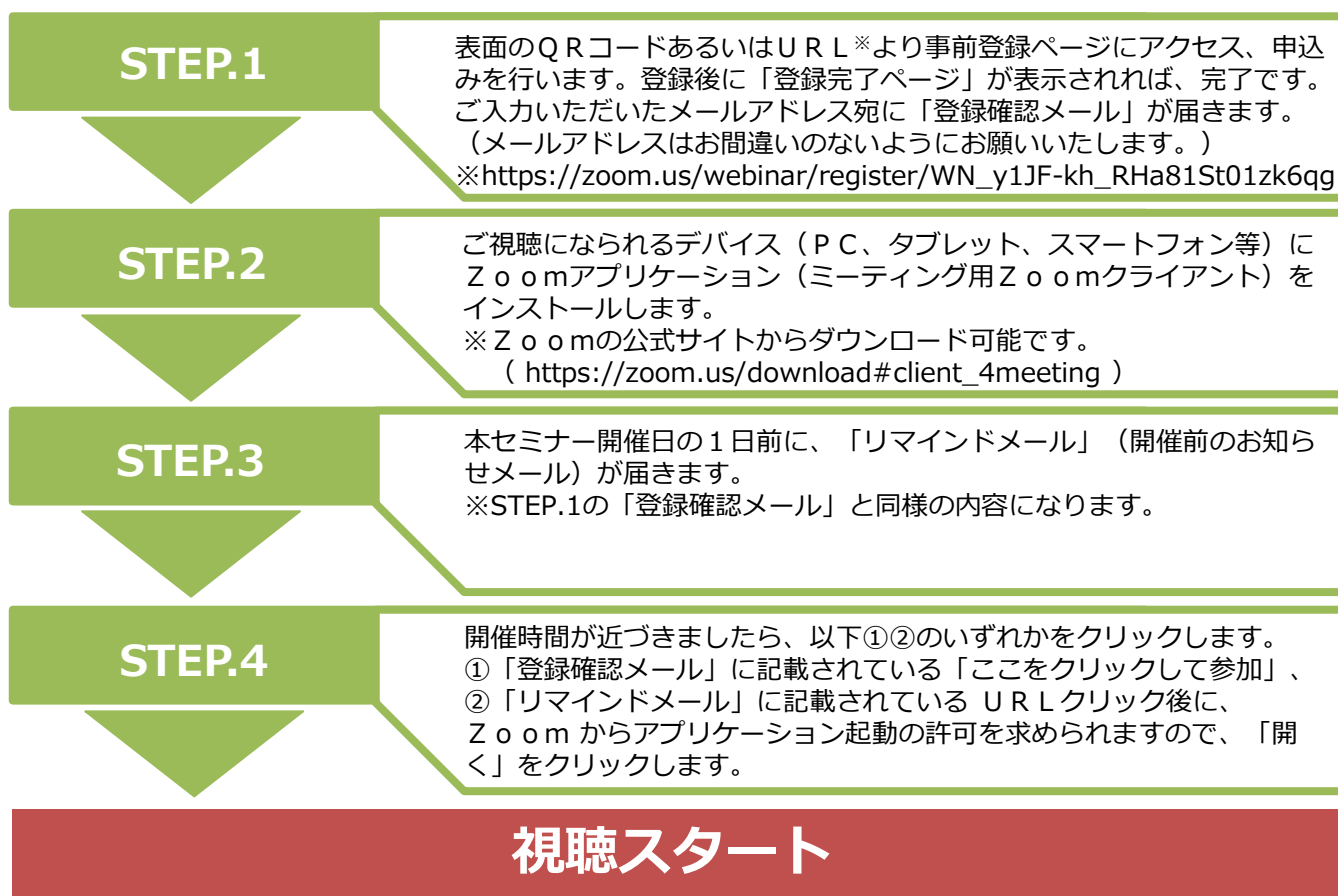 STEP.1
表面のＱＲコードあるいはＵＲＬ※より事前登録ページにアクセス、申込
みを行います。登録後に「登録完了ページ」が表示されれば、完了です。
ご入力いただいたメールアドレス宛に「登録確認メール」が届きます。
（メールアドレスはお間違いのないようにお願いいたします。）
※https://zoom.us/webinar/register/WN_y1JF-kh_RHa81St01zk6qg
STEP.2
ご視聴になられるデバイス（ＰＣ、タブレット、スマートフォン等）に
Ｚｏｏｍアプリケーション（ミーティング用Ｚｏｏｍクライアント）を
インストールします。
※Ｚｏｏｍの公式サイトからダウンロード可能です。
（ https://zoom.us/download#client_4meeting ）
STEP.3
本セミナー開催日の１日前に、「リマインドメール」（開催前のお知ら
せメール）が届きます。
※STEP.1の「登録確認メール」と同様の内容になります。
STEP.4
開催時間が近づきましたら、以下①②のいずれかをクリックします。
①「登録確認メール」に記載されている「ここをクリックして参加」、
②「リマインドメール」に記載されている ＵＲＬクリック後に、
Ｚｏｏｍ からアプリケーション起動の許可を求められますので、「開
く」をクリックします。
視聴スタート